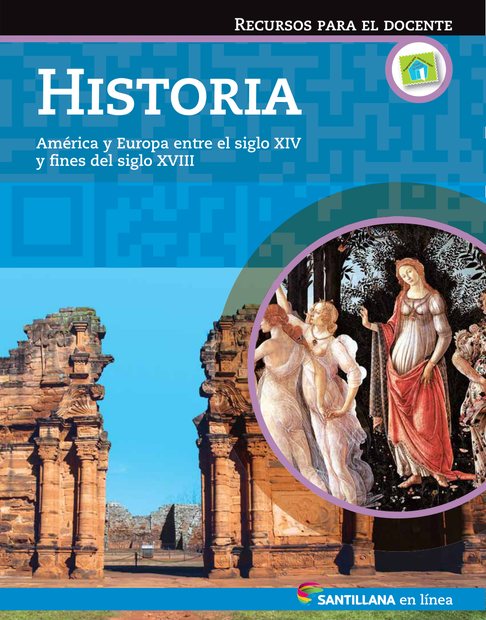 RECURSOS PARA EL DOCENTE
HISTORIA
América y Europa entre el siglo XIV
y fines del siglo XVIII
SANTILLANA en línea